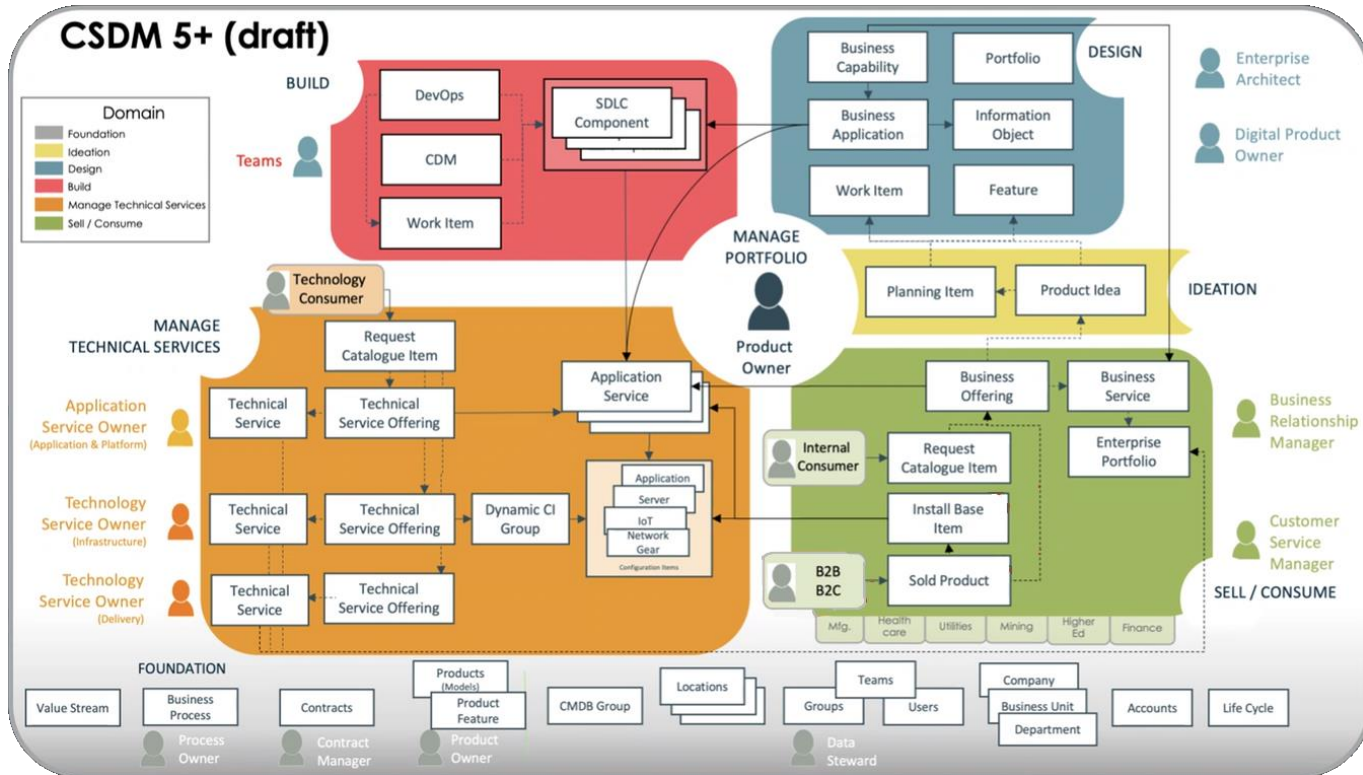 CSDM 5+ (draft)
Domain
Foundation
Ideation
Design
Build
Manage Technical Services
Sell / Consume
BUILD
Teams
DevOps
CDM
Work Item
SDLC
Component
DESIGN
Business
Capability
Portfolio
Business
Application
Information
Object
Work Item
Feature
Enterprise
Architect
Digital Product
Owner
MANAGE
PORTFOLIO
Product
Owner
Planning Item
Product Idea
IDEATION
Technology
Consumer
MANAGE
TECHNICAL SERVICES
Request
Catalogue Item
Application
Service Owner
(Application & Platform)
Technical
Service
Technical
Service Offering
Application
Service
Technology
Service Owner
(Infrastructure)
Technical
Service
Technical
Service Offering
Dynamic CI
Group
Application
Server
IoT
Network
Gear
Configuration Items
Technology
Service Owner
(Delivery)
Technical
Service
Technical
Service Offering
Business
Offering
Business
Service
Internal
Consumer
Request
Catalogue Item
Enterprise
Portfolio
Install Base
Item
B2B
B2C
Sold Product
Business
Relationship
Manager
Customer
Service
Manager
SELL / CONSUME
Mfg.
Health
care
Utilities
Mining
Higher
Ed
Finance
FOUNDATION
Value Stream
Business
Process
Process
Owner
Contracts
Contract
Manager
Products
(Models)
Product
Feature
Product
Owner
CMDB Group
Locations
Teams
Groups
Users
Data
Steward
Company
Business Unit
Department
Accounts
Life Cycle